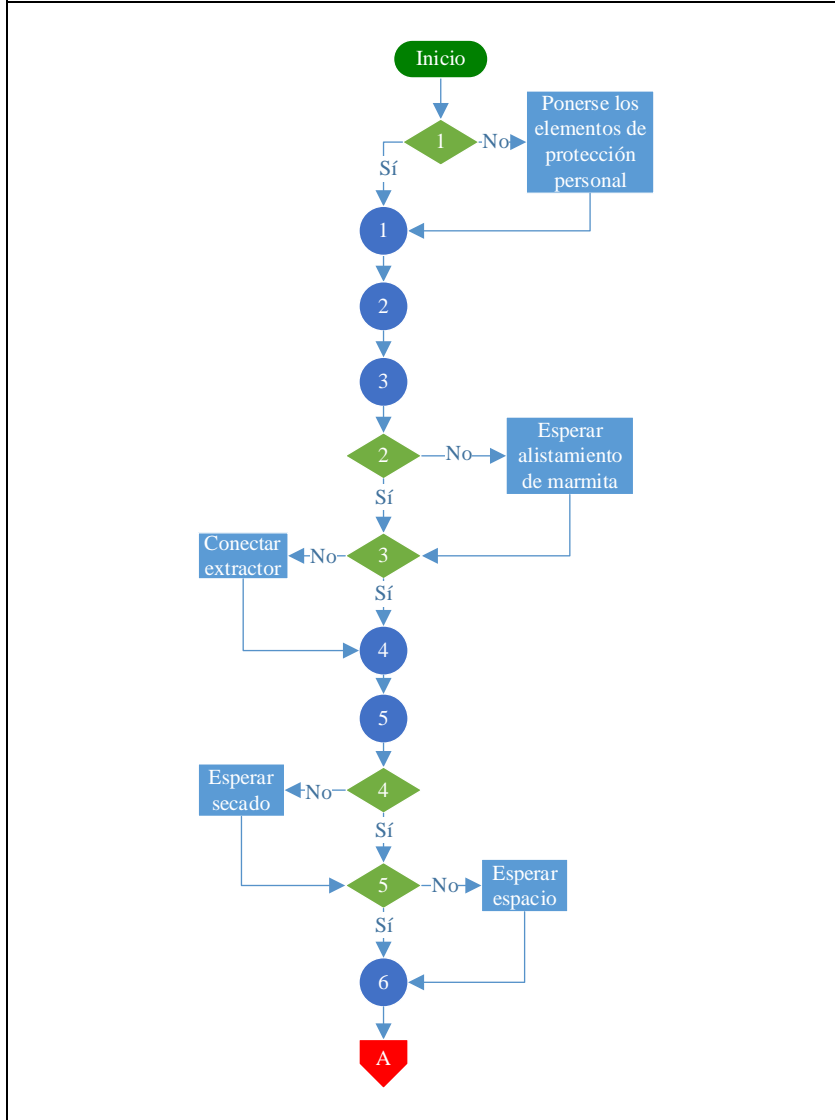 Inicio
1
No
Ponerse los
elementos de
protección
personal
Sí
1
2
3
2
No
Esperar
alistamiento
de marmita
Sí
Conectar
extractor
No
3
Sí
4
5
Esperar
secado
No
4
Sí
5
No
Esperar
espacio
Sí
6
A